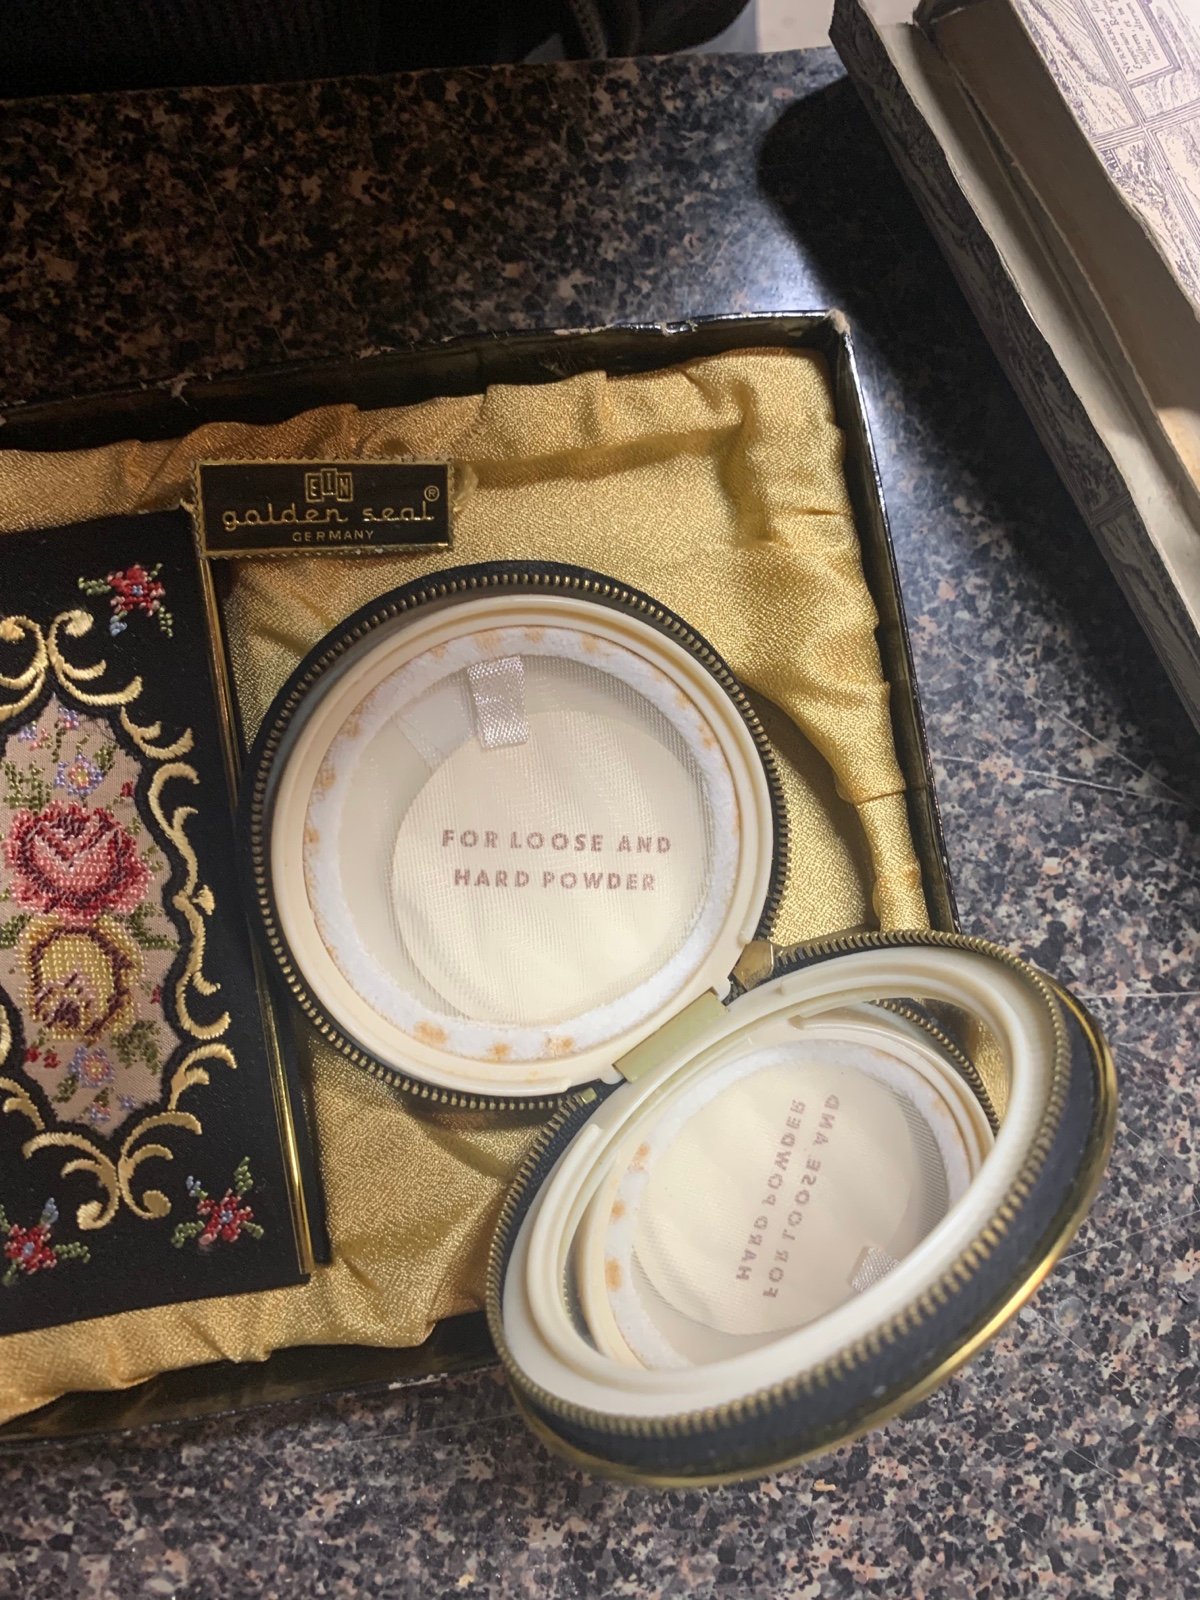 EIN
golden seal®
GERMANY
FOR LOOSE AND
HARD POWDER
HARD POWDER
FOR LOOSE AND